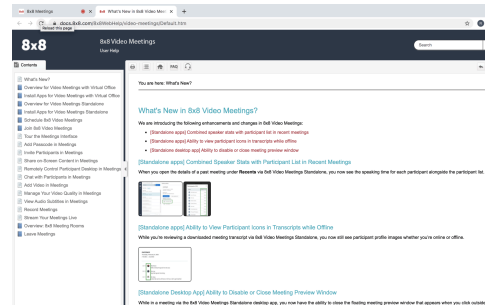 8x8 Meetings
8x8 What's New in 8x8 Video Mee
docs.8x8.com/8x8WebHelp/video-meetings/Default.htm
Reload this page
8x8
8x8 Video Meetings
User Help
Search
Contents
FAQ
What's New?
Overview for Video Meetings with Virtual Office
Install Apps for Video Meetings with Virtual Office
Overview for Video Meetings Standalone
Install Apps for Video Meetings Standalone
Schedule 8x8 Video Meetings
Join 8x8 Video Meetings
Tour the Meetings Interface
Add Passcode in Meetings
Invite Participants in Meetings
Share on-Screen Content in Meetings
Remotely Control Participant Desktop in Meetings
Chat with Participants in Meetings
Add Video in Meetings
Manage Your Video Quality in Meetings
View Audio Subtitles in Meetings
Record Meetings
Stream Your Meetings Live
Overview: 8x8 Meeting Rooms
Leave Meetings
You are here: What's New?
What's New in 8x8 Video Meetings?
We are introducing the following enhancements and changes in 8x8 Video Meetings:
[Standalone apps] Combined speaker stats with participant list in recent meetings
[Standalone apps] Ability to view participant icons in transcripts while offline
[Standalone desktop app] Ability to disable or close meeting preview window
[Standalone apps] Combined Speaker Stats with Participant List in Recent Meetings
When you open the details of a past meeting under Recents via 8x8 Video Meetings Standalone, you now see the speaking time for each participant alongside the participant list.
[Standalone apps] Ability to View Participant Icons in Transcripts while Offline
While you're reviewing a downloaded meeting transcript via 8x8 Video Meetings Standalone, you now still see participant profile images whether you're online or offline.
[Standalone Desktop App] Ability to Disable or Close Meeting Preview Window
While in a meeting via the 8x8 Video Meetings Standalone desktop app, you now have the ability to close the floating meeting preview window that appears when you click outside